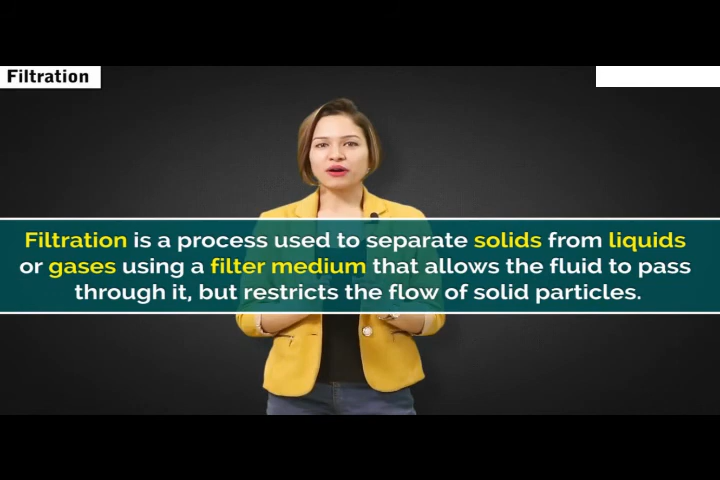 Filtration
Filtration is a process used to separate solids from liquids
or gases using a filter medium that allows the fluid to pass
through it, but restricts the flow of solid particles.